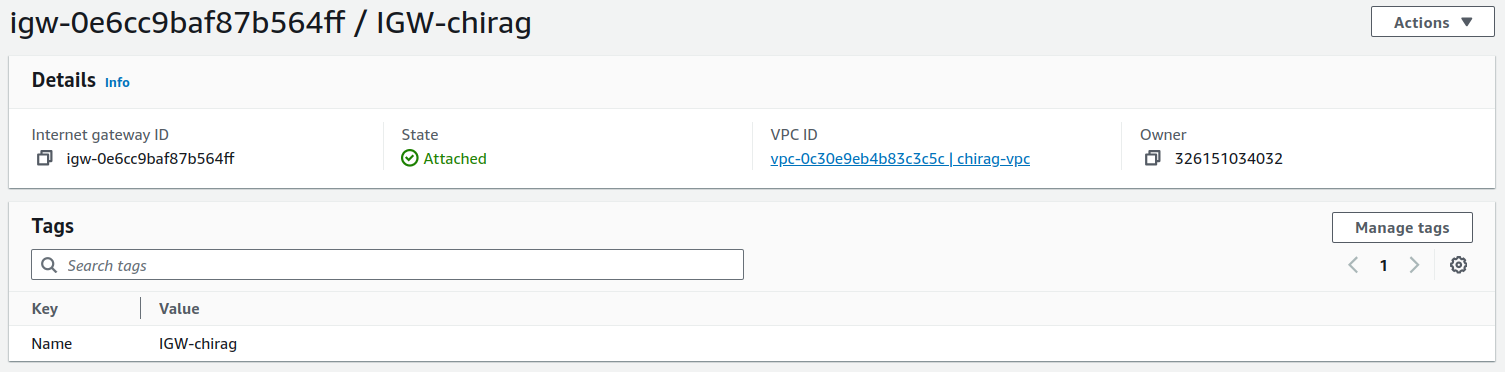 igw-0e6cc9baf87b564ff / IGW-chirag
Actions
Details Info
Internet gateway ID
igw-0e6cc9baf87b564ff
State
Attached
VPC ID
vpc-0c30e9eb4b83c3c5c | chirag-vpc
Owner
326151034032
Tags
Manage tags
Search tags
1
Key Value
Name IGW-chirag